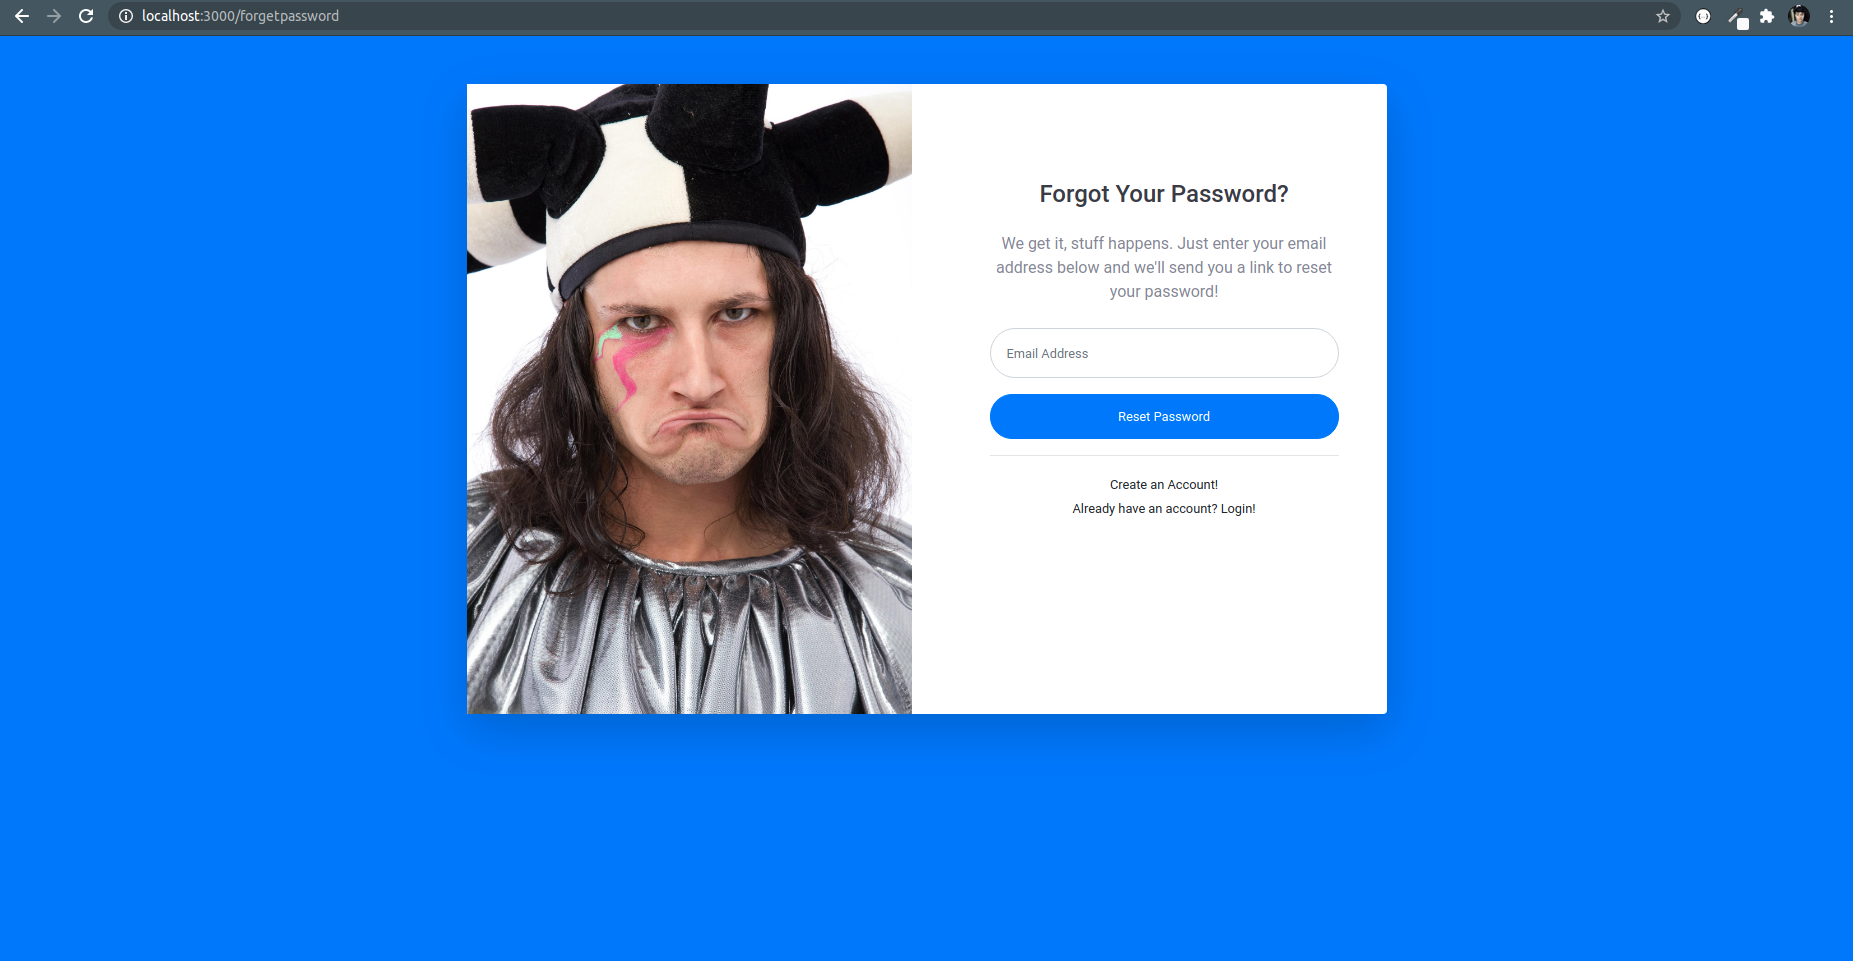 localhost:3000/forgetpassword
Forgot Your Password?
We get it, stuff happens. Just enter your email
address below and we'll send you a link to reset
your password!
Email Address
Reset Password
Create an Account!
Already have an account? Login!